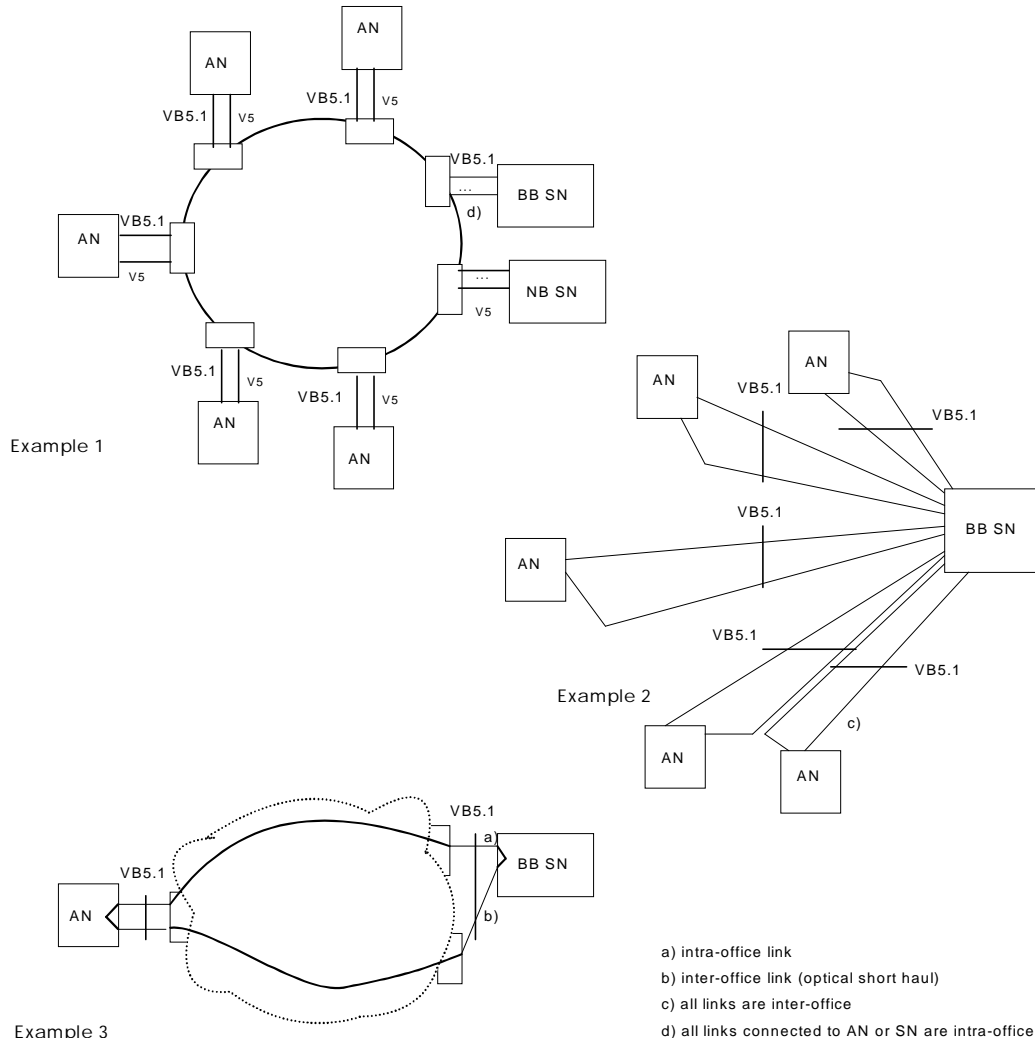 AN
AN
VB5.1 V5
VB5.1 V5
VB5.1
...
d)
BB SN
AN
VB5.1
V5
...
V5
NB SN
VB5.1 V5
VB5.1 V5
AN
AN
Example 1
AN
AN
VB5.1
VB5.1
VB5.1
BB SN
AN
VB5.1
VB5.1
Example 2
c)
AN
AN
VB5.1
a)
BB SN
VB5.1
AN
b)
a) intra-office link
b) inter-office link (optical short haul)
c) all links are inter-office
d) all links connected to AN or SN are intra-office
Example 3